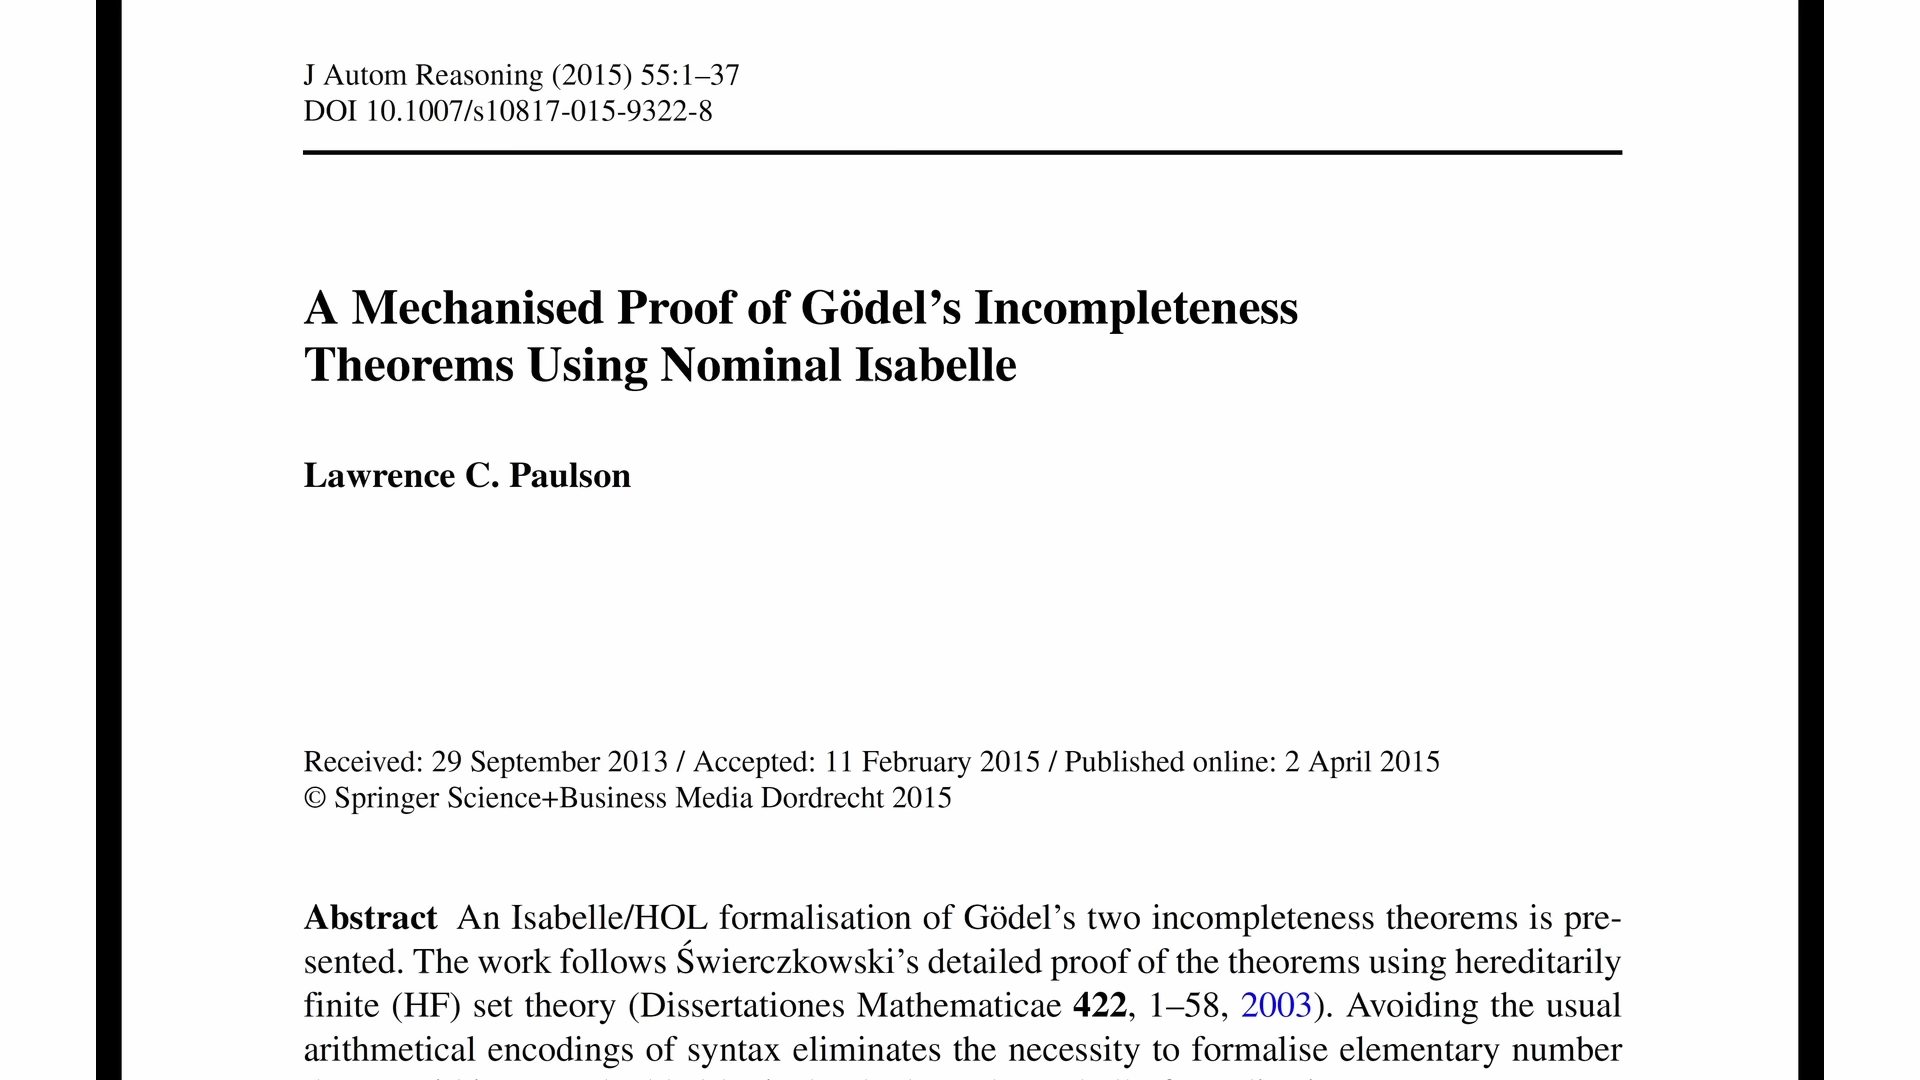 J Autom Reasoning (2015) 55:1–37
DOI 10.1007/s10817-015-9322-8
A Mechanised Proof of Gödel’s Incompleteness
Theorems Using Nominal Isabelle
Lawrence C. Paulson
Received: 29 September 2013 / Accepted: 11 February 2015 / Published online: 2 April 2015
© Springer Science+Business Media Dordrecht 2015
Abstract An Isabelle/HOL formalisation of Gödel’s two incompleteness theorems is pre-
sented. The work follows Świerczkowski’s detailed proof of the theorems using hereditarily
finite (HF) set theory (Dissertationes Mathematicae 422, 1–58, 2003). Avoiding the usual
arithmetical encodings of syntax eliminates the necessity to formalise elementary number